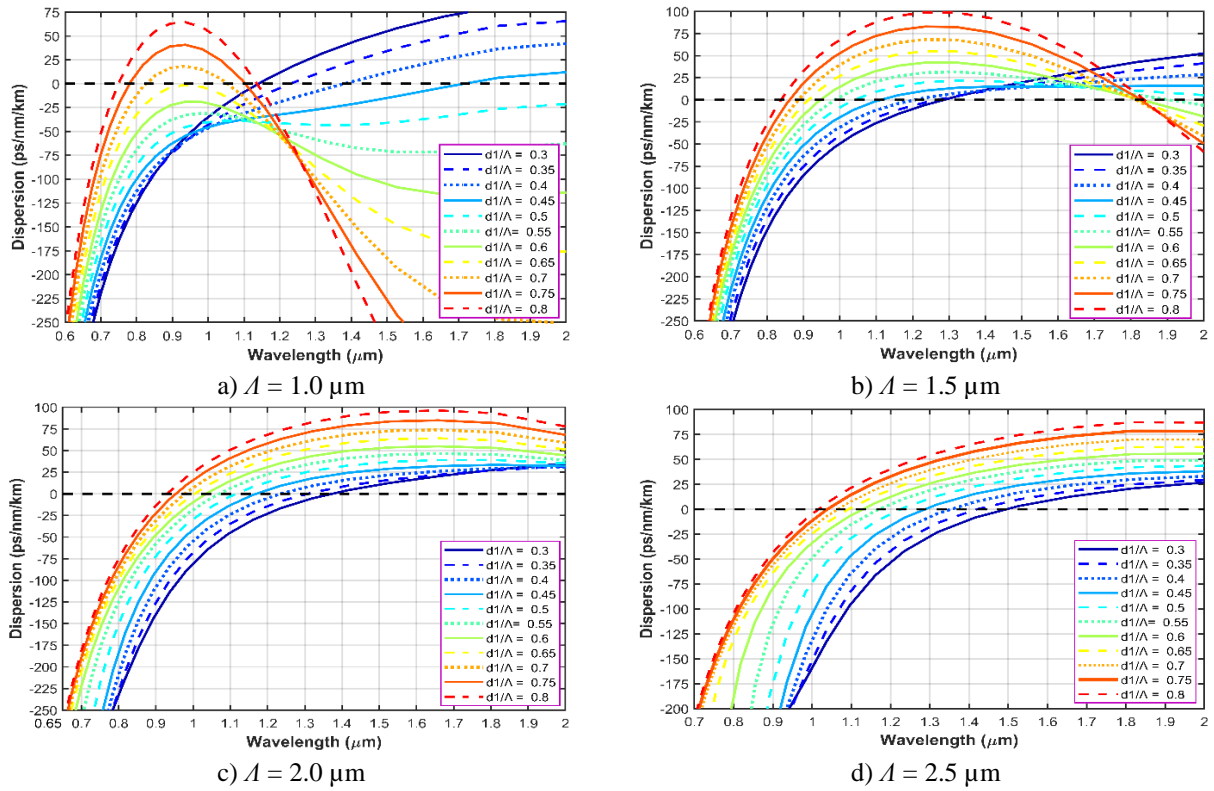 75
50
25
0
-25
-50
-75
-100
-125
-150
-175
-200
-225
-250
Dispersion (ps/nm/km)
d1/Λ = 0.3
d1/Λ = 0.35
d1/Λ = 0.4
d1/Λ = 0.45
d1/Λ = 0.5
d1/Λ= 0.55
d1/Λ = 0.6
d1/Λ = 0.65
d1/Λ = 0.7
d1/Λ = 0.75
d1/Λ = 0.8
0.6 0.7 0.8 0.9 1 1.1 1.2 1.3 1.4 1.5 1.6 1.7 1.8 1.9 2
Wavelength (μm)
a) Λ = 1.0 µm
100
75
50
25
0
-25
-50
-75
-100
-125
-150
-175
-200
-225
-250
Dispersion (ps/nm/km)
d1/Λ = 0.3
d1/Λ = 0.35
d1/Λ = 0.4
d1/Λ = 0.45
d1/Λ = 0.5
d1/Λ= 0.55
d1/Λ = 0.6
d1/Λ = 0.65
d1/Λ = 0.7
d1/Λ = 0.75
d1/Λ = 0.8
0.6 0.7 0.8 0.9 1 1.1 1.2 1.3 1.4 1.5 1.6 1.7 1.8 1.9 2
Wavelength (μm)
b) Λ = 1.5 µm
100
75
50
25
0
-25
-50
-75
-100
-125
-150
-175
-200
-225
-250
Dispersion (ps/nm/km)
d1/Λ = 0.3
d1/Λ = 0.35
d1/Λ = 0.4
d1/Λ = 0.45
d1/Λ = 0.5
d1/Λ= 0.55
d1/Λ = 0.6
d1/Λ = 0.65
d1/Λ = 0.7
d1/Λ = 0.75
d1/Λ = 0.8
0.65 0.7 0.8 0.9 1 1.1 1.2 1.3 1.4 1.5 1.6 1.7 1.8 1.9 2
Wavelength (μm)
c) Λ = 2.0 µm
100
75
50
25
0
-25
-50
-75
-100
-125
-150
-175
-200
Dispersion (ps/nm/km)
d1/Λ = 0.3
d1/Λ = 0.35
d1/Λ = 0.4
d1/Λ = 0.45
d1/Λ = 0.5
d1/Λ= 0.55
d1/Λ = 0.6
d1/Λ = 0.65
d1/Λ = 0.7
d1/Λ = 0.75
d1/Λ = 0.8
0.7 0.8 0.9 1 1.1 1.2 1.3 1.4 1.5 1.6 1.7 1.8 1.9 2
Wavelength (μm)
d) Λ = 2.5 µm